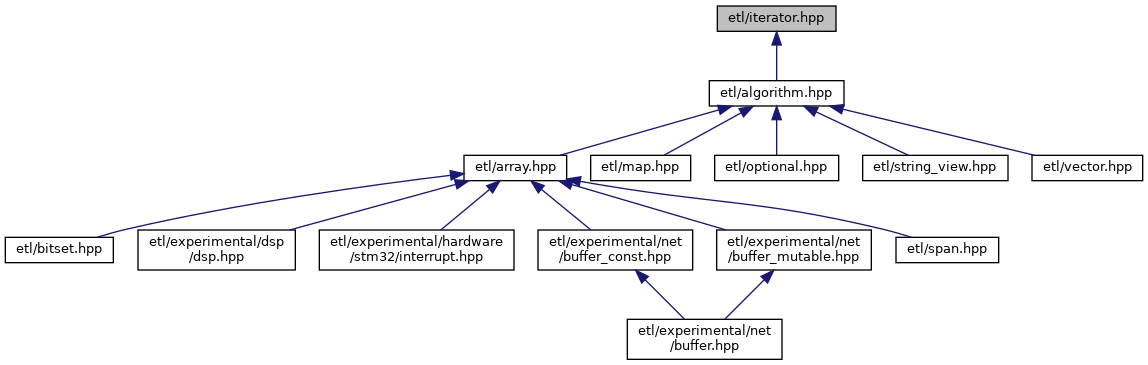 etl/iterator.hpp
etl/algorithm.hpp
etl/array.hpp
etl/map.hpp
etl/optional.hpp
etl/string_view.hpp
etl/vector.hpp
etl/bitset.hpp
etl/experimental/dsp
/dsp.hpp
etl/experimental/hardware
/stm32/interrupt.hpp
etl/experimental/net
/buffer_const.hpp
etl/experimental/net
/buffer_mutable.hpp
etl/span.hpp
etl/experimental/net
/buffer.hpp